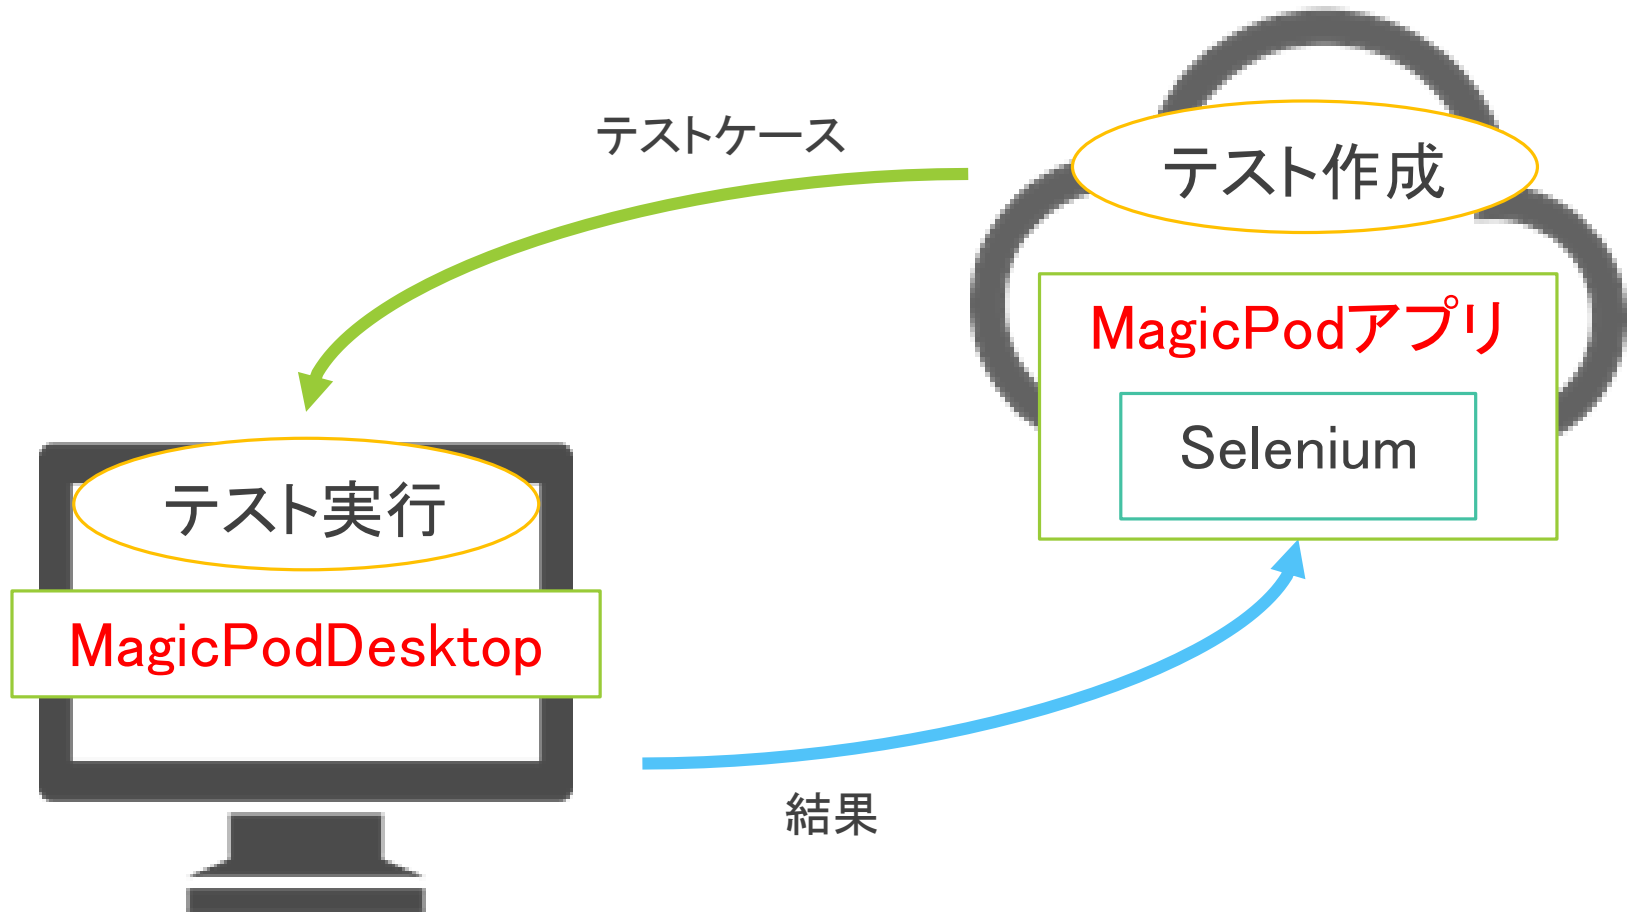 テストケース
テスト作成
MagicPodアプリ
Selenium
テスト実行
MagicPodDesktop
結果